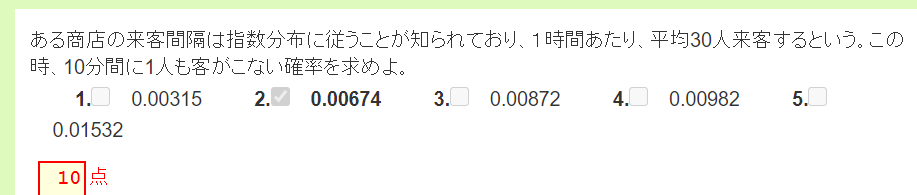 ある商店の来客間隔は指数分布に従うことが知られており、１時間あたり、平均30人来客するという。この
時、10分間に1人も客がこない確率を求めよ。
1. 0.00315 2. 0.00674 3. 0.00872 4. 0.00982 5.
0.01532
10 点